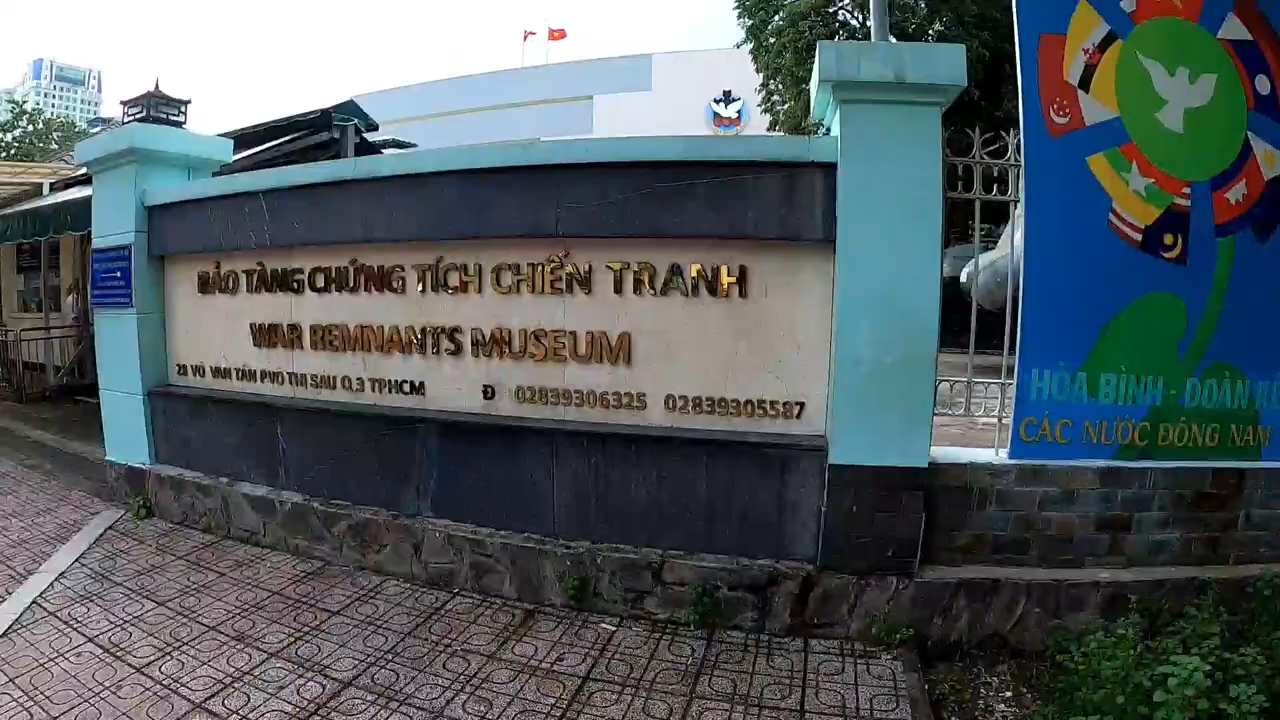 BẢO TÀNG CHỨNG TÍCH CHIẾN TRANH
WAR REMNANTS MUSEUM
28 VÕ VĂN TẦN P.VÕ THỊ SÁU Q.3 TPHCM Đ 02839306325 02839305587
HÒA BÌNH - ĐOÀN
CÁC NƯỚC ĐÔNG NAM